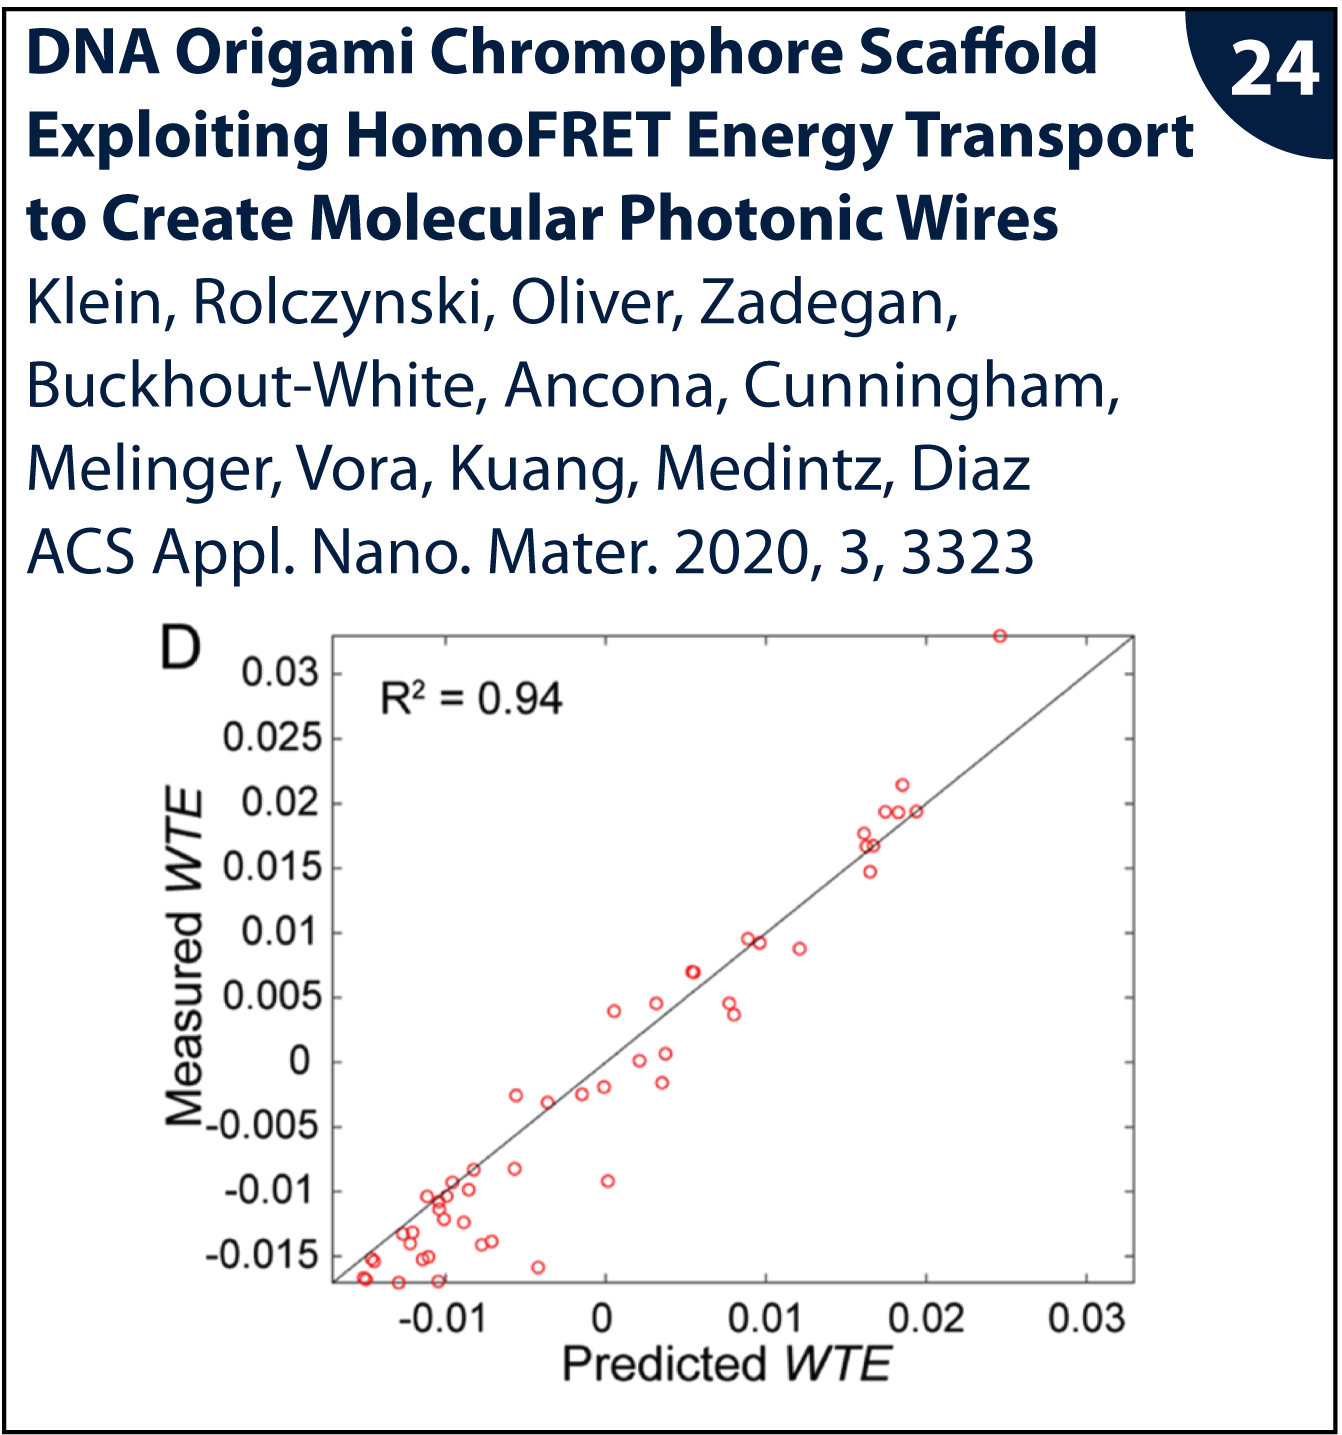 DNA Origami Chromophore Scaffold
24
Exploiting HomoFRET Energy Transport
to Create Molecular Photonic Wires
Klein, Rolczynski, Oliver, Zadegan,
Buckhout-White, Ancona, Cunningham,
Melinger, Vora, Kuang, Medintz, Diaz
ACS Appl. Nano. Mater. 2020, 3, 3323
D
R² = 0.94
Measured WTE
0.03
0.025
0.02
0.015
0.01
0.005
0
-0.005
-0.01
-0.015
-0.01 0 0.01 0.02 0.03
Predicted WTE